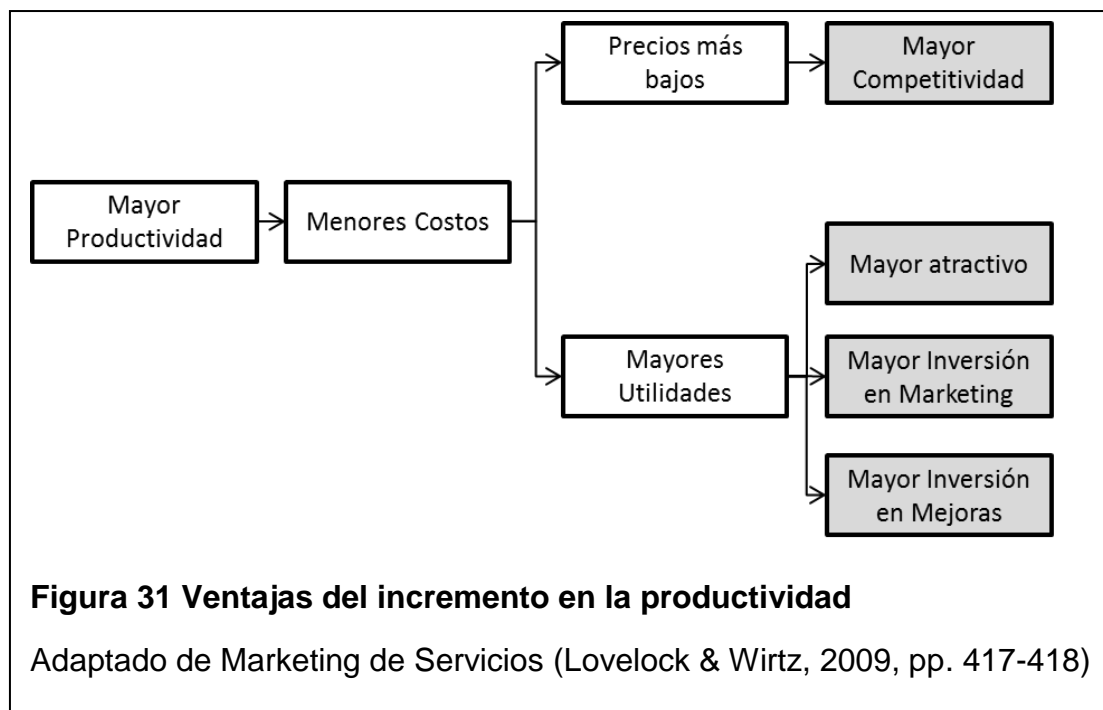 Precios más
bajos
Mayor
Competitividad
Mayor
Productividad
Menores Costos
Mayor atractivo
Mayores
Utilidades
Mayor Inversión
en Marketing
Mayor Inversión
en Mejoras
Figura 31 Ventajas del incremento en la productividad
Adaptado de Marketing de Servicios (Lovelock & Wirtz, 2009, pp. 417-418)